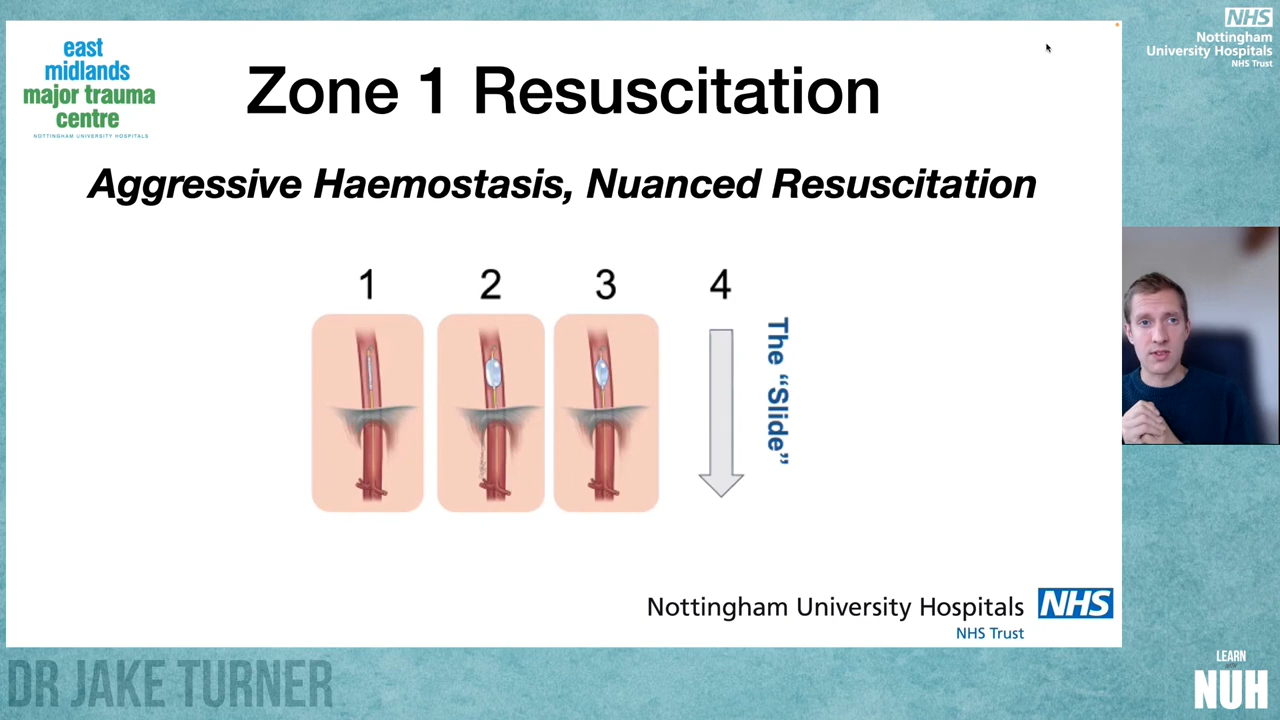 east
midlands
major trauma
centre
NOTTINGHAM UNIVERSITY HOSPITALS
Zone 1 Resuscitation
Aggressive Haemostasis, Nuanced Resuscitation
1 2 3 4
The “Slide”
Nottingham University Hospitals NHS
NHS Trust
NHS
Nottingham
University Hospitals
NHS Trust
DR JAKE TURNER
LEARN
NUH